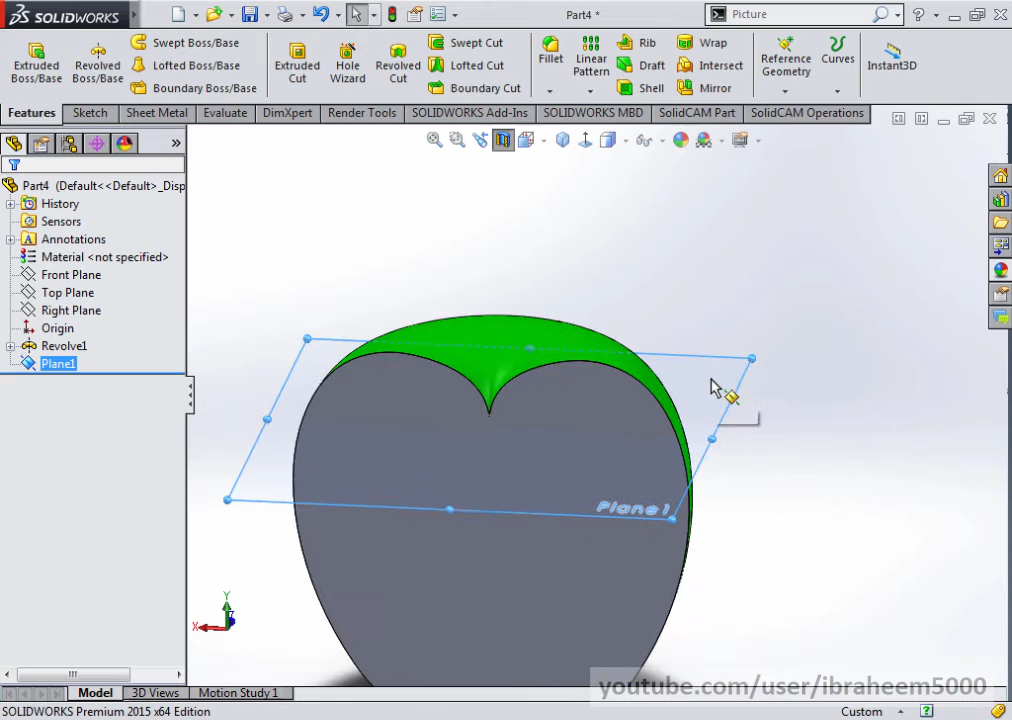 SOLIDWORKS
Part4 *
Picture
Extruded Boss/Base
Revolved Boss/Base
Swept Boss/Base
Lofted Boss/Base
Boundary Boss/Base
Extruded Cut
Hole Wizard
Revolved Cut
Swept Cut
Lofted Cut
Boundary Cut
Fillet
Linear Pattern
Rib
Draft
Shell
Wrap
Intersect
Mirror
Reference Geometry
Curves
Instant3D
Features Sketch Sheet Metal Evaluate DimXpert Render Tools SOLIDWORKS Add-Ins SOLIDWORKS MBD SolidCAM Part SolidCAM Operations
Part4 (Default<<Default>_Disp
History
Sensors
Annotations
Material <not specified>
Front Plane
Top Plane
Right Plane
Origin
Revolve1
Plane1
Plane1
Y
X
Model 3D Views Motion Study 1
youtube.com/user/ibraheem5000
SOLIDWORKS Premium 2015 x64 Edition
Custom